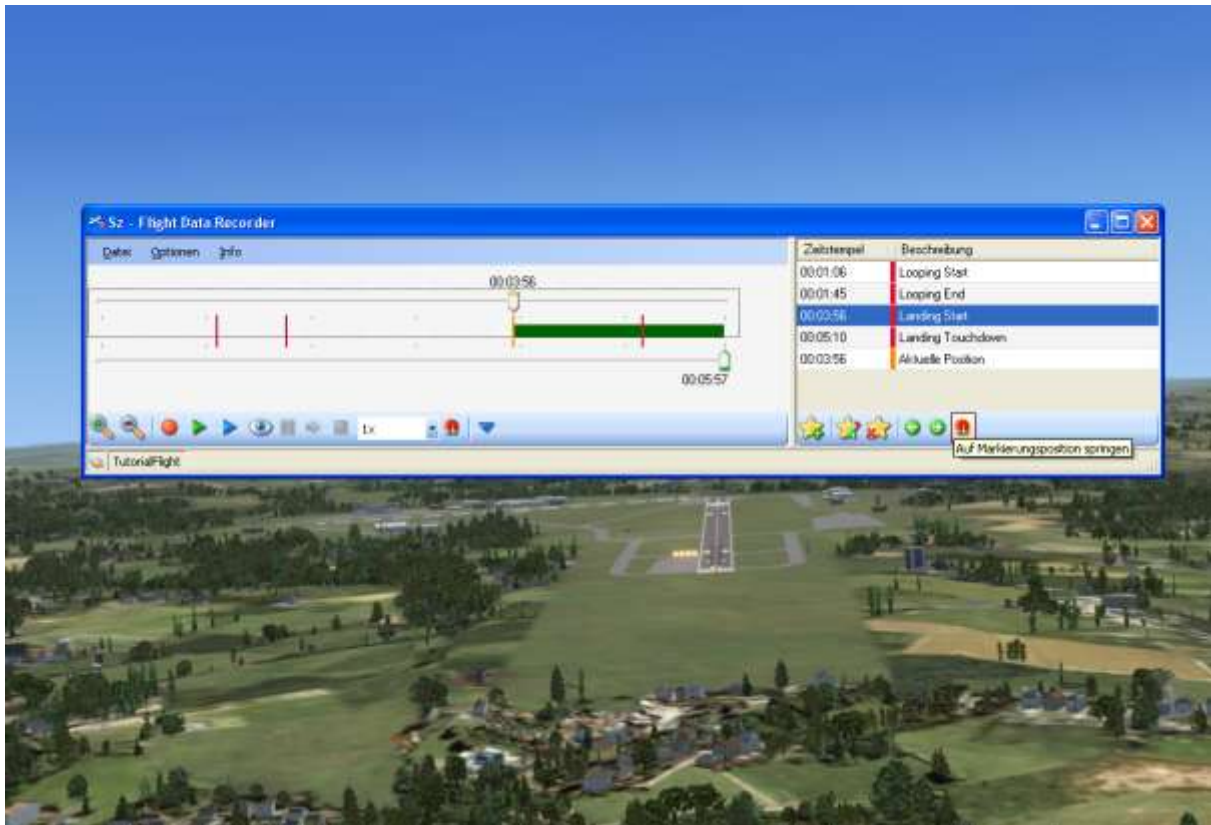 Sz - Flight Data Recorder
Datei Optionen Info
00:03:56
00:05:57
1x
TutorialFlight
Zeitstempel Beschreibung
00:01:06 Looping Start
00:01:45 Looping End
00:03:56 Landing Start
00:05:10 Landing Touchdown
00:03:56 Aktuelle Position
Auf Markierungsposition springen